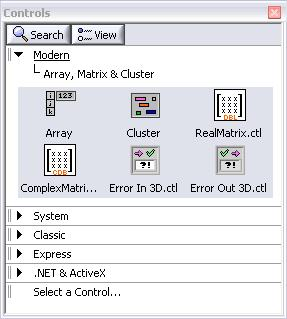 Controls
Search View
Modern
Array, Matrix & Cluster
Array Cluster RealMatrix.ctl
ComplexMatri... Error In 3D.ctl Error Out 3D.ctl
System
Classic
Express
.NET & ActiveX
Select a Control...